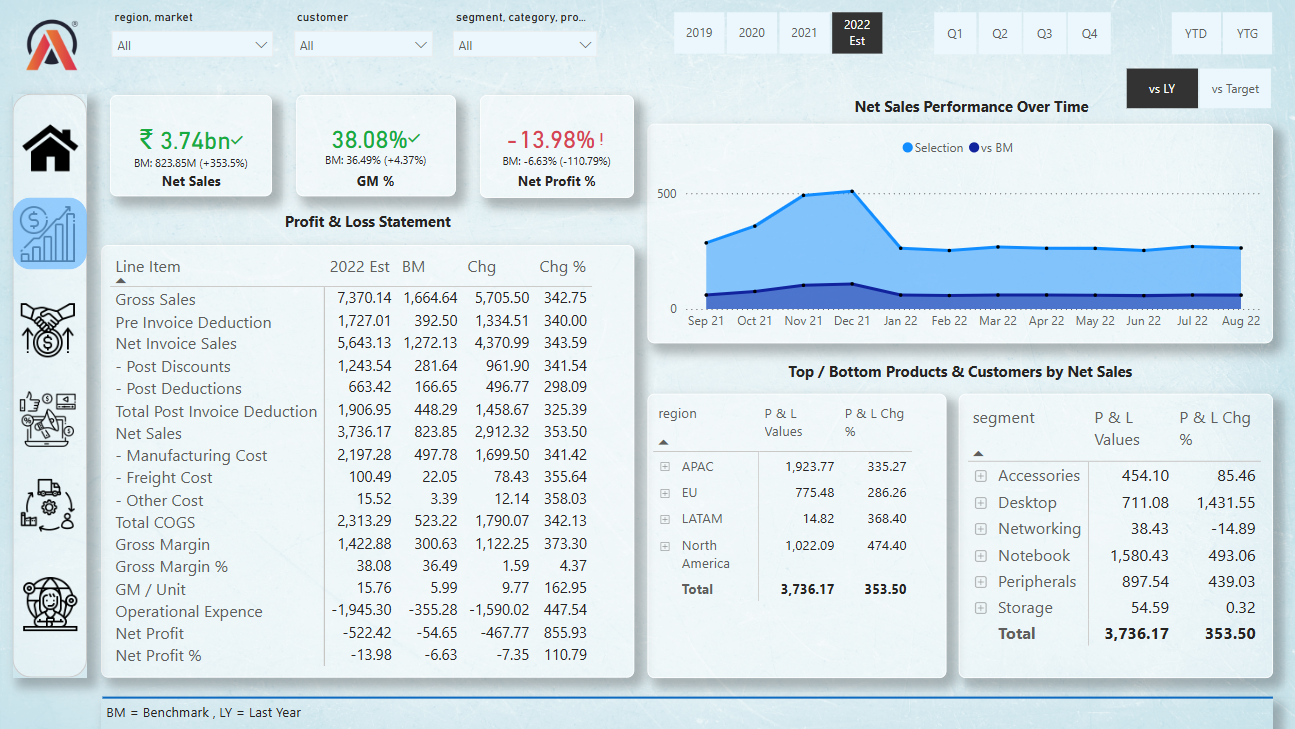 region, market
customer
segment, category, pro...
All
All
All
2019
2020
2021
2022
Est
Q1
Q2
Q3
Q4
YTD
YTG
vs LY
vs Target
₹ 3.74bn✓
BM: 823.85M (+353.5%)
Net Sales
38.08%✓
BM: 36.49% (+4.37%)
GM %
-13.98% !
BM: -6.63% (-110.79%)
Net Profit %
Profit & Loss Statement
Line Item 2022 Est BM Chg Chg %
Gross Sales 7,370.14 1,664.64 5,705.50 342.75
Pre Invoice Deduction 1,727.01 392.50 1,334.51 340.00
Net Invoice Sales 5,643.13 1,272.13 4,370.99 343.59
- Post Discounts 1,243.54 281.64 961.90 341.54
- Post Deductions 663.42 166.65 496.77 298.09
Total Post Invoice Deduction 1,906.95 448.29 1,458.67 325.39
Net Sales 3,736.17 823.85 2,912.32 353.50
- Manufacturing Cost 2,197.28 497.78 1,699.50 341.42
- Freight Cost 100.49 22.05 78.43 355.64
- Other Cost 15.52 3.39 12.14 358.03
Total COGS 2,313.29 523.22 1,790.07 342.13
Gross Margin 1,422.88 300.63 1,122.25 373.30
Gross Margin % 38.08 36.49 1.59 4.37
GM / Unit 15.76 5.99 9.77 162.95
Operational Expence -1,945.30 -355.28 -1,590.02 447.54
Net Profit -522.42 -54.65 -467.77 855.93
Net Profit % -13.98 -6.63 -7.35 110.79
Net Sales Performance Over Time
Selection vs BM
500
0
Sep 21 Oct 21 Nov 21 Dec 21 Jan 22 Feb 22 Mar 22 Apr 22 May 22 Jun 22 Jul 22 Aug 22
Top / Bottom Products & Customers by Net Sales
region P & L Values P & L Chg %
APAC 1,923.77 335.27
EU 775.48 286.26
LATAM 14.82 368.40
North America 1,022.09 474.40
Total 3,736.17 353.50
segment P & L Values P & L Chg %
Accessories 454.10 85.46
Desktop 711.08 1,431.55
Networking 38.43 -14.89
Notebook 1,580.43 493.06
Peripherals 897.54 439.03
Storage 54.59 0.32
Total 3,736.17 353.50
BM = Benchmark , LY = Last Year